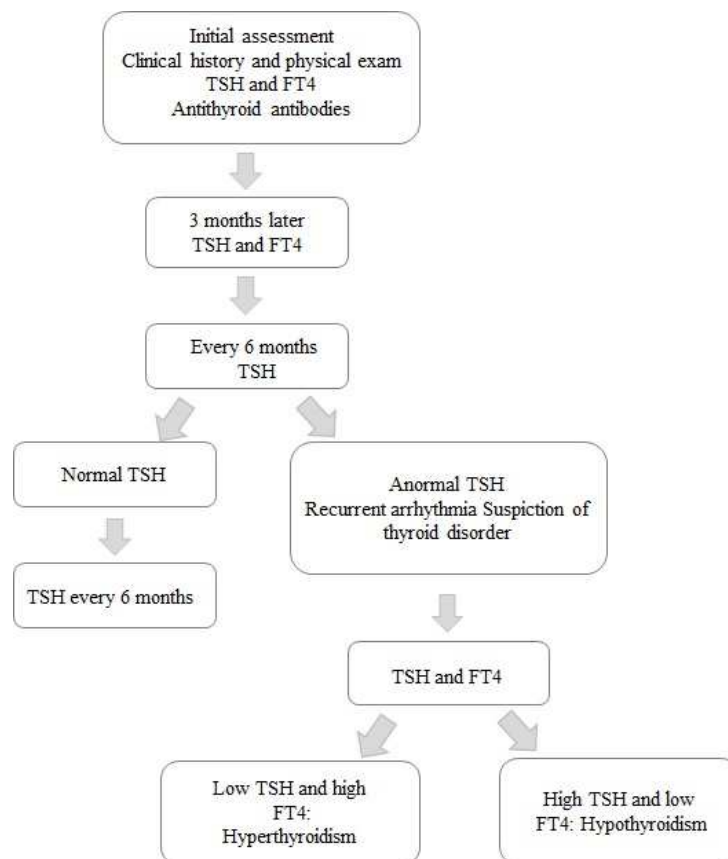 Initial assessment
Clinical history and physical exam
TSH and FT4
Antithyroid antibodies
3 months later
TSH and FT4
Every 6 months
TSH
Normal TSH
Anormal TSH
Recurrent arrhythmia Suspicion of
thyroid disorder
TSH every 6 months
TSH and FT4
Low TSH and high
FT4:
Hyperthyroidism
High TSH and low
FT4: Hypothyroidism